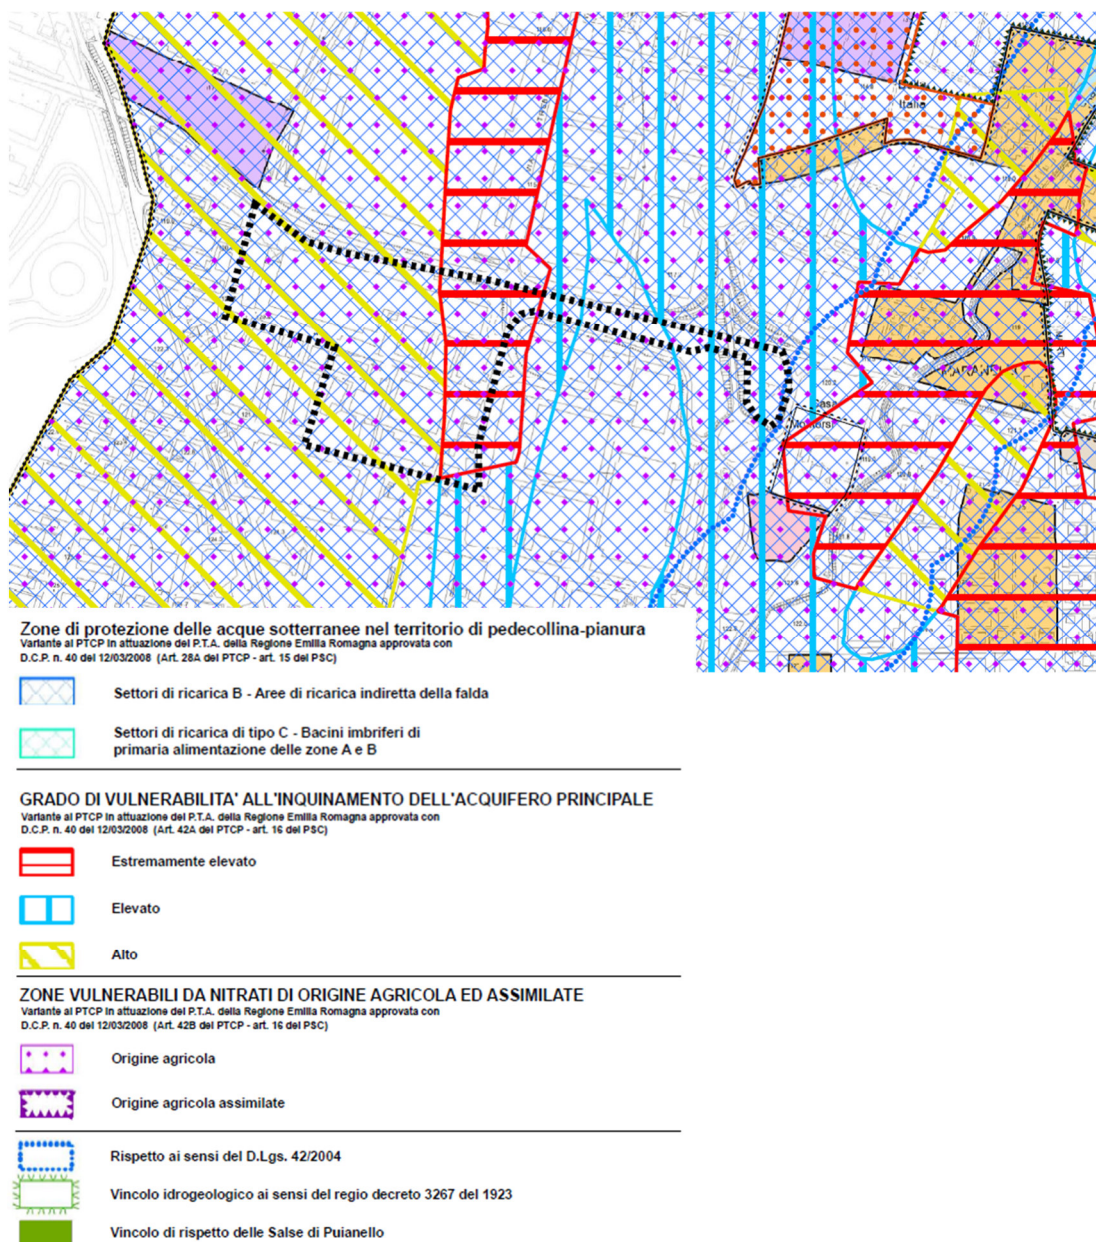 Italia
MARANELLO
Casa
Montarsi
Zone di protezione delle acque sotterranee nel territorio di pedecollina-pianura
Variante al PTCP in attuazione del P.T.A. della Regione Emilia Romagna approvata con
D.C.P. n. 40 del 12/03/2008 (Art. 28A del PTCP - art. 15 del PSC)
Settori di ricarica B - Aree di ricarica indiretta della falda
Settori di ricarica di tipo C - Bacini imbriferi di
primaria alimentazione delle zone A e B
GRADO DI VULNERABILITA' ALL'INQUINAMENTO DELL'ACQUIFERO PRINCIPALE
Variante al PTCP in attuazione del P.T.A. della Regione Emilia Romagna approvata con
D.C.P. n. 40 del 12/03/2008 (Art. 42A del PTCP - art. 16 del PSC)
Estremamente elevato
Elevato
Alto
ZONE VULNERABILI DA NITRATI DI ORIGINE AGRICOLA ED ASSIMILATE
Variante al PTCP in attuazione del P.T.A. della Regione Emilia Romagna approvata con
D.C.P. n. 40 del 12/03/2008 (Art. 42B del PTCP - art. 16 del PSC)
Origine agricola
Origine agricola assimilate
Rispetto ai sensi del D.Lgs. 42/2004
Vincolo idrogeologico ai sensi del regio decreto 3267 del 1923
Vincolo di rispetto delle Salse di Puianello